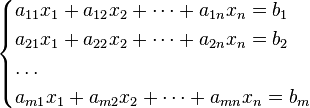 a₁₁x₁ + a₁₂x₂ + ⋯ + a₁ₙxₙ = b₁
a₂₁x₁ + a₂₂x₂ + ⋯ + a₂ₙxₙ = b₂
…
aₘ₁x₁ + aₘ₂x₂ + ⋯ + aₘₙxₙ = bₘ